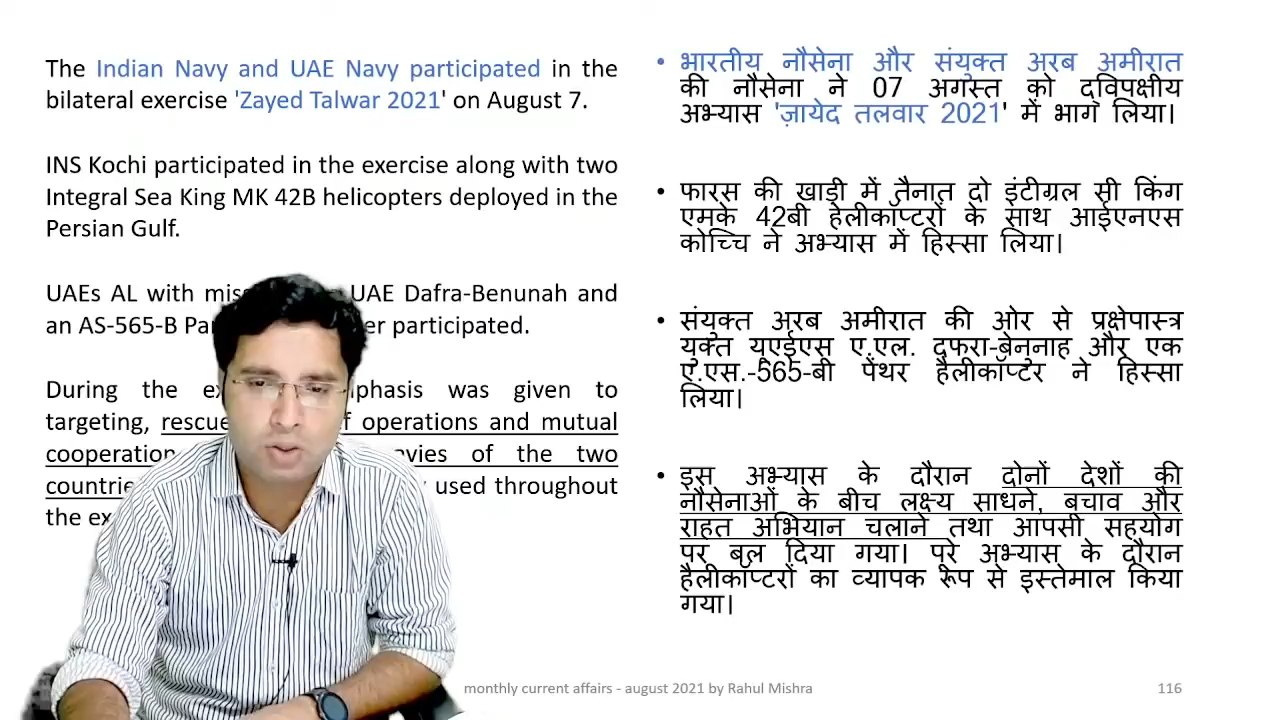 The Indian Navy and UAE Navy participated in the
bilateral exercise 'Zayed Talwar 2021' on August 7.
INS Kochi participated in the exercise along with two
Integral Sea King MK 42B helicopters deployed in the
Persian Gulf.
UAEs AL with UAE Dafra-Benunah and
an AS-565-B participated.
During the emphasis was given to
targeting, rescue operations and mutual
cooperation of the two
used throughout
the
• भारतीय नौसेना और संयुक्त अरब अमीरात
की नौसेना ने 07 अगस्त को द्विपक्षीय
अभ्यास 'ज़ायेद तलवार 2021' में भाग लिया।
• फारस की खाड़ी में तैनात दो इंटीग्रल सी किंग
एमके 42बी हेलीकॉप्टरों के साथ आईएनएस
कोच्चि ने अभ्यास में हिस्सा लिया।
• संयुक्त अरब अमीरात की ओर से प्रक्षेपास्त्र
युक्त यूएईएस ए.एल. दफरा-बेननाह और एक
ए.एस.-565-बी पेंथर हैलीकॉप्टर ने हिस्सा
लिया।
• इस अभ्यास के दौरान दोनों देशों की
नौसेनाओं के बीच लक्ष्य साधने, बचाव और
राहत अभियान चलाने तथा आपसी सहयोग
पर बल दिया गया। पूरे अभ्यास के दौरान
हैलीकॉप्टरों का व्यापक रूप से इस्तेमाल किया
गया।
monthly current affairs - august 2021 by Rahul Mishra
116